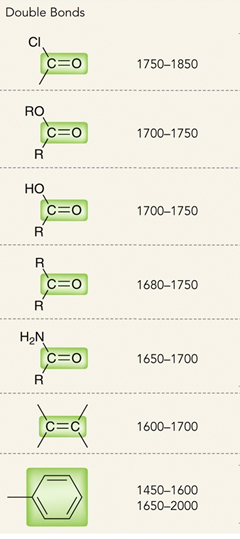 Double Bonds
Cl
C=O 1750–1850
RO
C=O 1700–1750
R
HO
C=O 1700–1750
R
R
C=O 1680–1750
R
H₂N
C=O 1650–1700
R
C=C 1600–1700
1450–1600
1650–2000